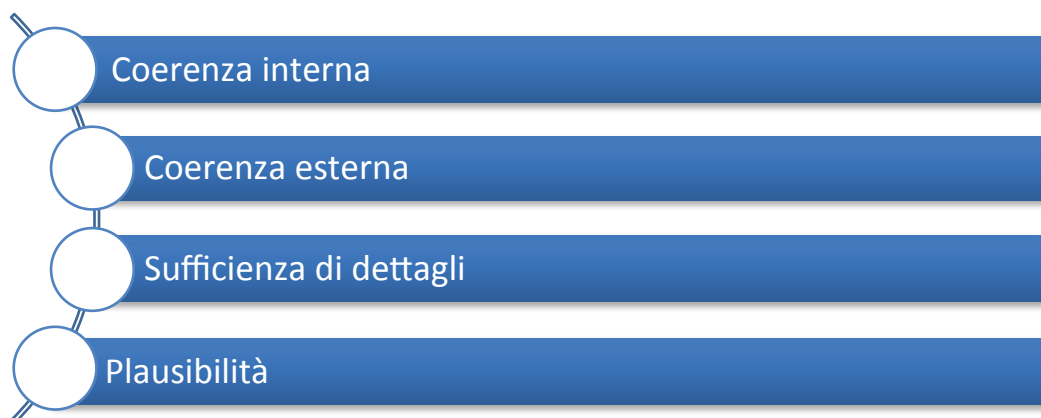 Coerenza interna
Coerenza esterna
Sufficienza di dettagli
Plausibilità